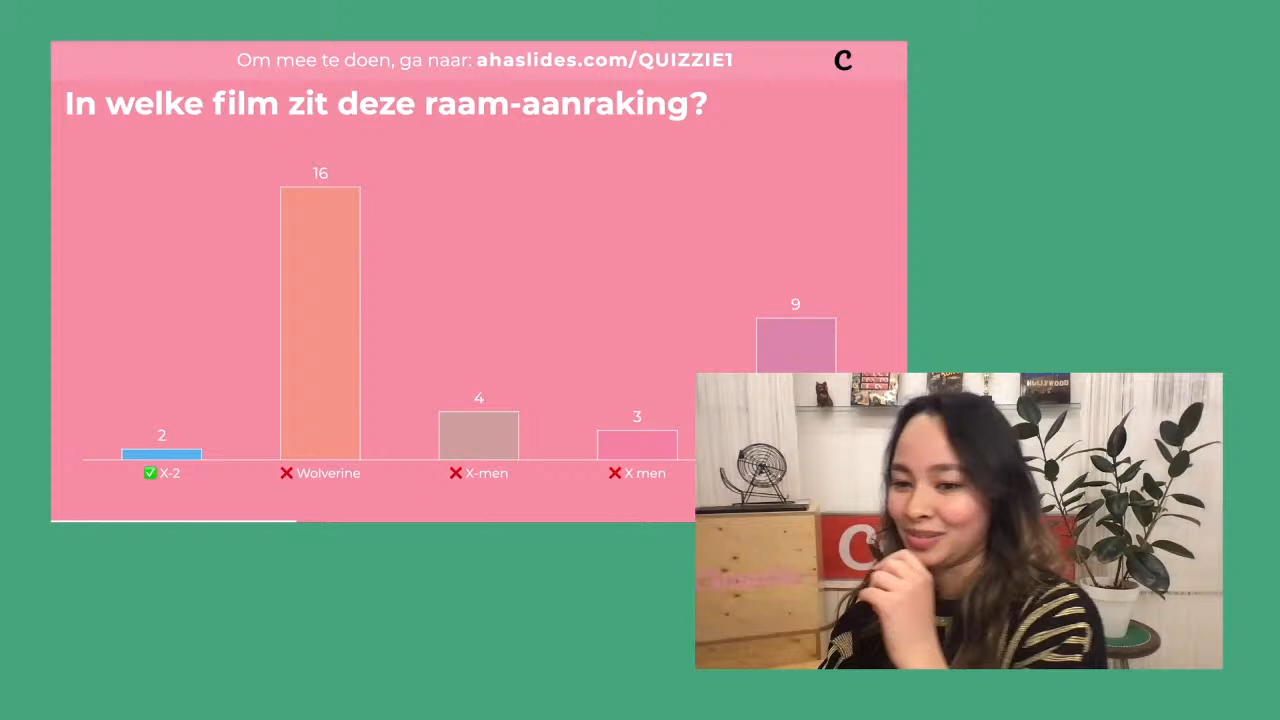 Om mee te doen, ga naar: ahaslides.com/QUIZZIE1
C
In welke film zit deze raam-aanraking?
16
9
4
3
2
✅ X-2
❌ Wolverine
❌ X-men
❌ X men
C